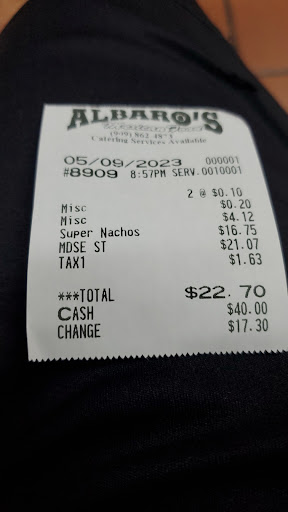 ALBARO'S
Catering Services Available
05/09/2023 000001
#8909 8:57PM SERV.0010001
2 @ $0.10
Misc $0.20
Misc $4.12
Super Nachos $16.75
MDSE ST $21.07
TAX1 $1.63
***TOTAL $22.70
CASH $40.00
CHANGE $17.30